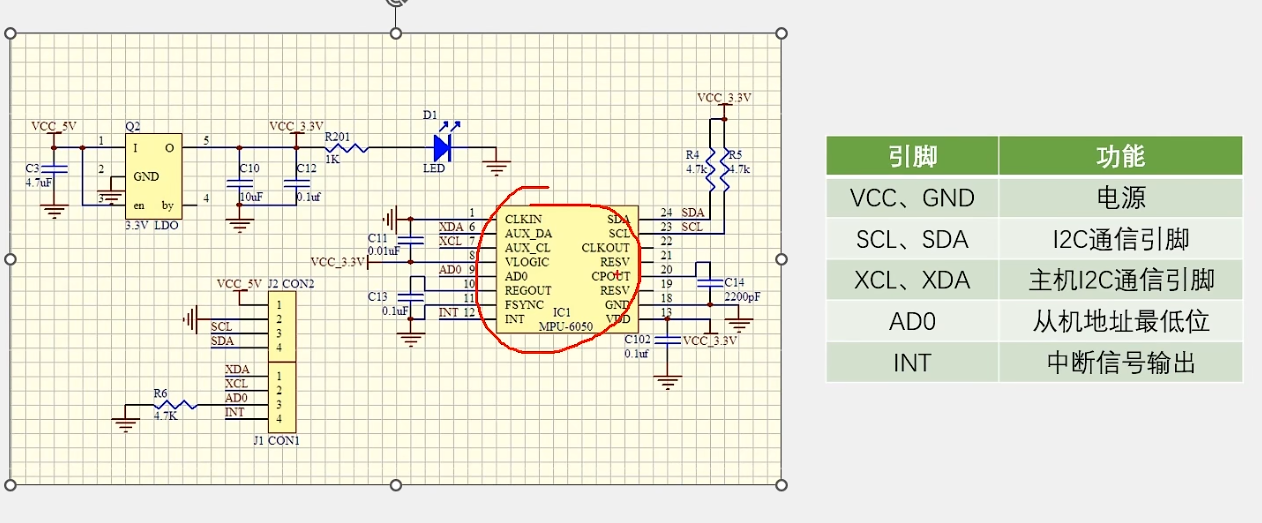 VCC_5V
Q2
1
I
O
5
C3
4.7uF
2
GND
3
en
by
4
3.3V LDO
C10
10uF
VCC_3.3V
C12
0.1uf
R201
1K
D1
LED
VCC_3.3V
R4
4.7k
R5
4.7k
1
CLKIN
XDA 6
AUX_DA
XCL 7
AUX_CL
8
VLOGIC
AD0 9
AD0
10
REGOUT
11
FSYNC
INT 12
INT
C11
0.01uF
VCC_3.3V
C13
0.1uf
SDA
24 SDA
SCL
23 SCL
CLKOUT
22
RESV
21
CPOUT
20
RESV
19
GND
18
VDD
13
IC1
MPU-6050
C14
2200pF
C102
0.1uf
VCC_3.3V
VCC_5V
J2 CON2
1
2
SCL
3
SDA
4
XDA
1
XCL
2
AD0
3
INT
4
R6
4.7K
J1 CON1
引脚 功能
VCC、GND 电源
SCL、SDA I2C通信引脚
XCL、XDA 主机I2C通信引脚
AD0 从机地址最低位
INT 中断信号输出